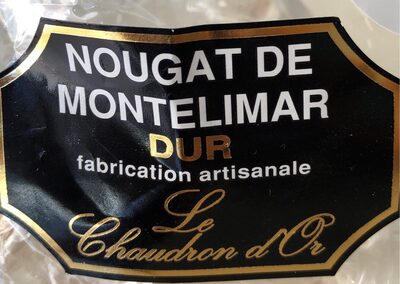 NOUGAT DE
MONTELIMAR
DUR
fabrication artisanale
Le
Chaudron d'Or